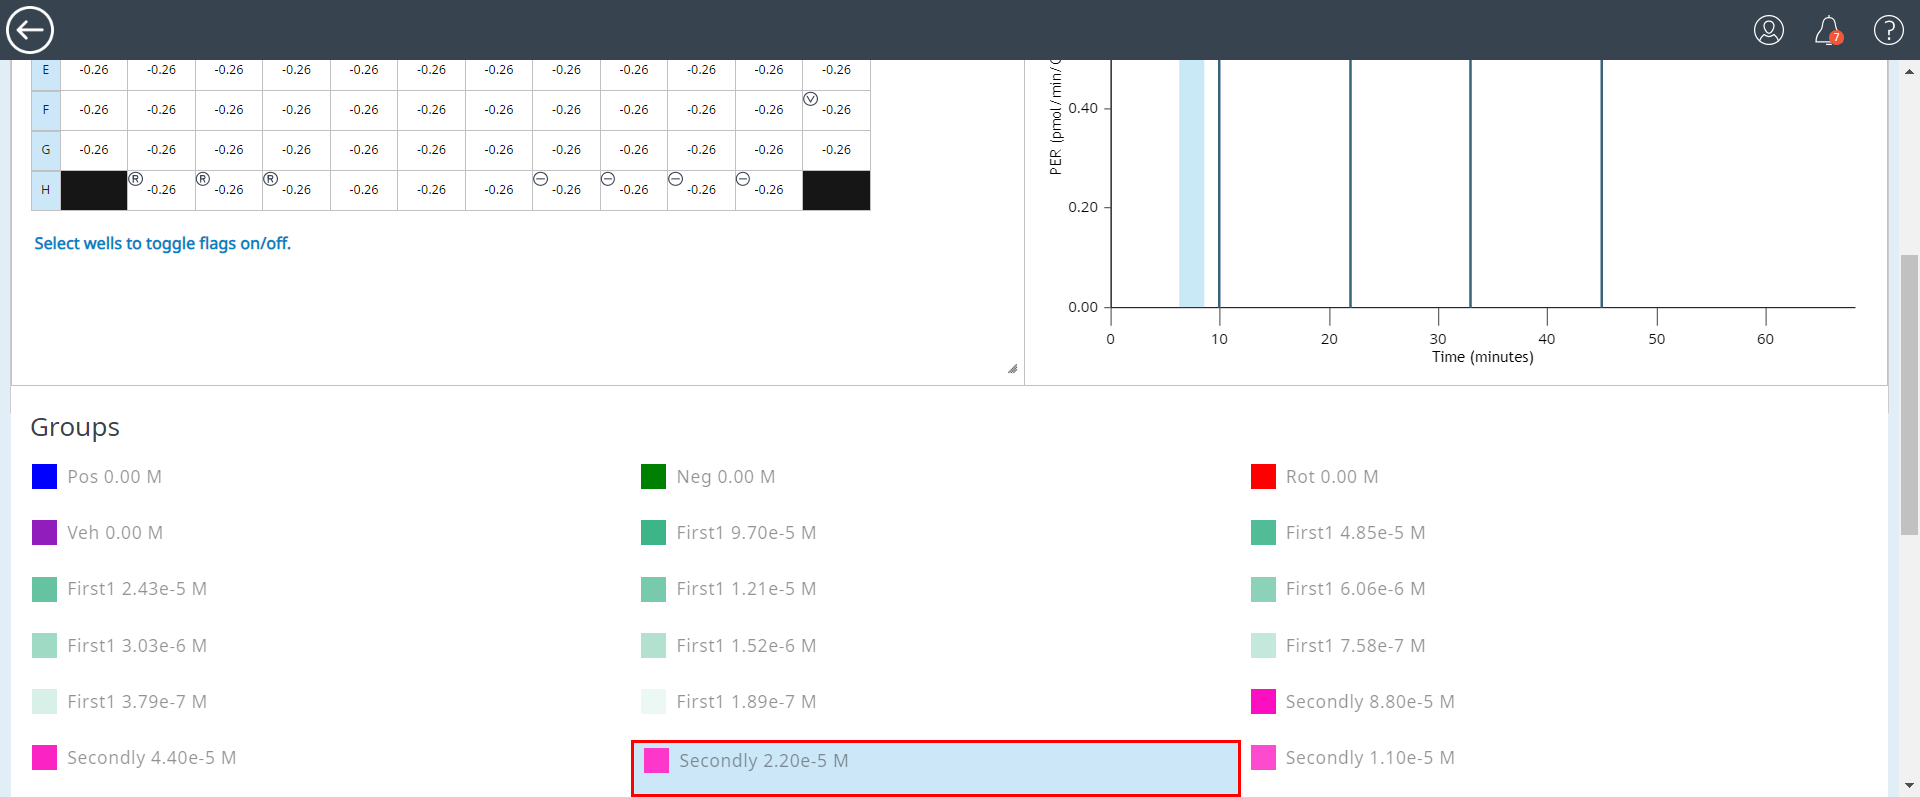 7
E -0.26 -0.26 -0.26 -0.26 -0.26 -0.26 -0.26 -0.26 -0.26 -0.26 -0.26 -0.26
F -0.26 -0.26 -0.26 -0.26 -0.26 -0.26 -0.26 -0.26 -0.26 -0.26 -0.26 V -0.26
G -0.26 -0.26 -0.26 -0.26 -0.26 -0.26 -0.26 -0.26 -0.26 -0.26 -0.26 -0.26
H R -0.26 R -0.26 R -0.26 -0.26 -0.26 -0.26 -0.26 -0.26 -0.26 -0.26
Select wells to toggle flags on/off.
PER (pmol/min/
0.40
0.20
0.00
0 10 20 30 40 50 60
Time (minutes)
Groups
Pos 0.00 M
Neg 0.00 M
Rot 0.00 M
Veh 0.00 M
First1 9.70e-5 M
First1 4.85e-5 M
First1 2.43e-5 M
First1 1.21e-5 M
First1 6.06e-6 M
First1 3.03e-6 M
First1 1.52e-6 M
First1 7.58e-7 M
First1 3.79e-7 M
First1 1.89e-7 M
Secondly 8.80e-5 M
Secondly 4.40e-5 M
Secondly 2.20e-5 M
Secondly 1.10e-5 M